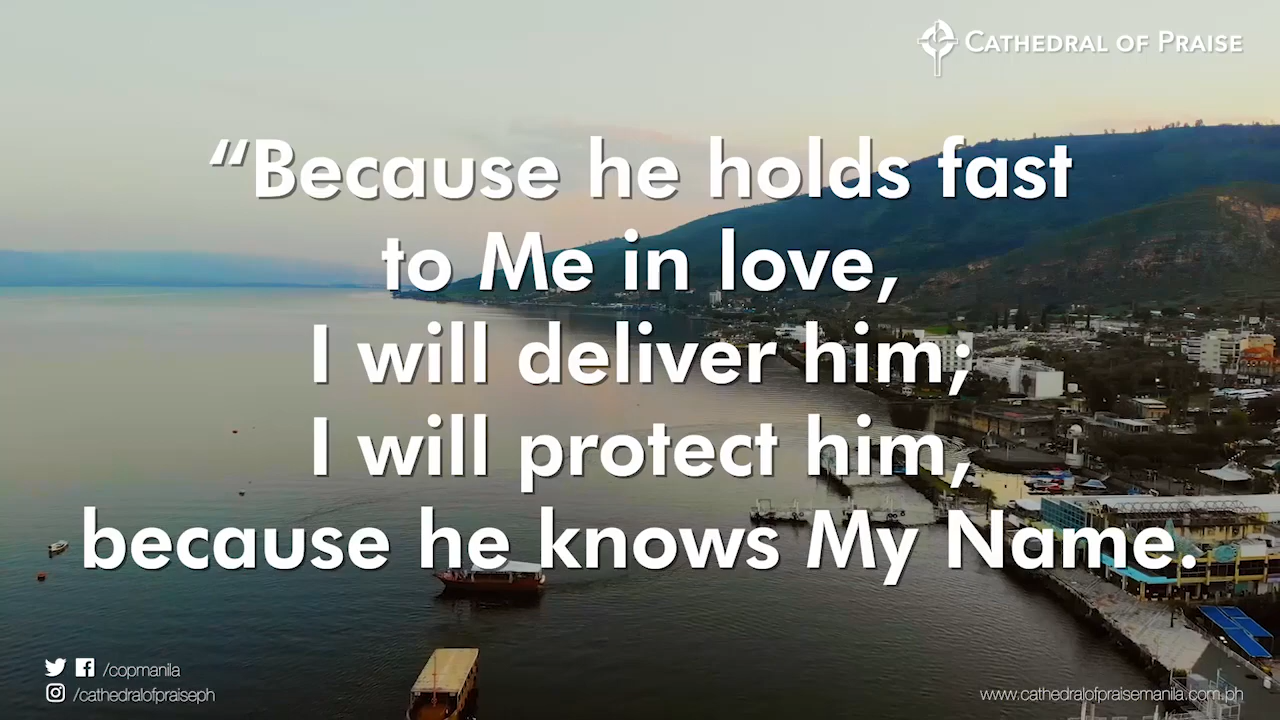 CATHEDRAL OF PRAISE
“Because he holds fast
to Me in love,
I will deliver him;
I will protect him,
because he knows My Name.
/copmanila
/cathedralofpraiseph
www.cathedralofpraisemanila.com.ph